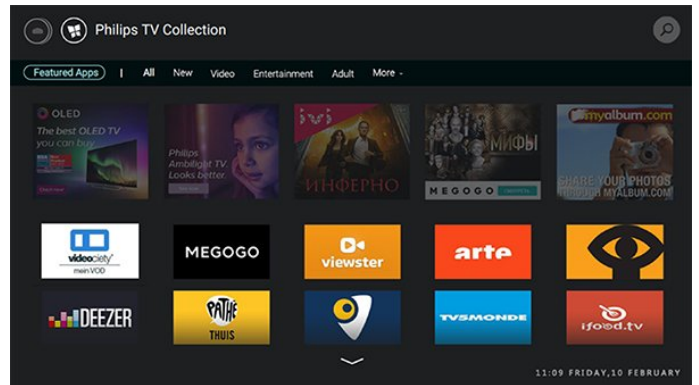 Philips TV Collection
Featured Apps | All New Video Entertainment Adult More
OLED
The best OLED TV
you can buy
Philips
Ambilight TV.
Looks better.
ivi
ИНФЕРНО
МИФЫ
MEGOGO
myalbum.com
SHARE YOUR PHOTOS
THROUGH MYALBUM.COM
videociety
mein VOD
MEGOGO
viewster
arte
DEEZER
PATHÉ
THUIS
TV5MONDE
ifood.tv
11:09 FRIDAY,10 FEBRUARY